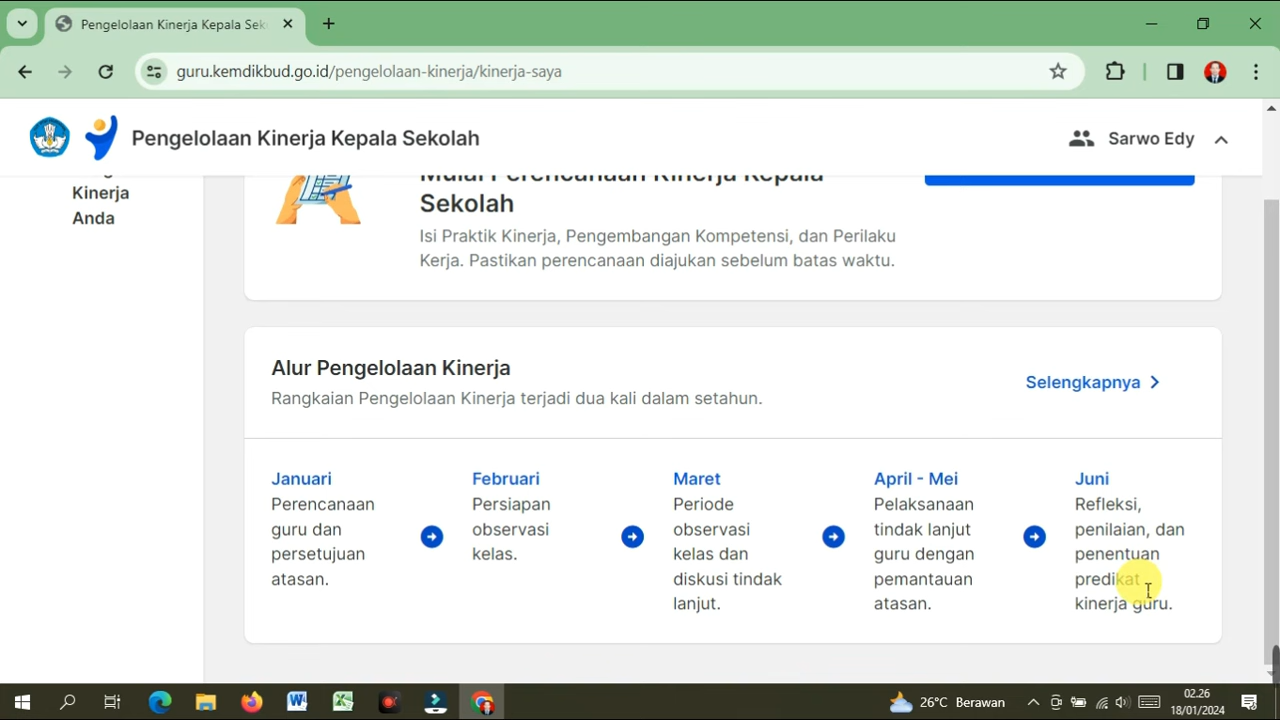 Pengelolaan Kinerja Kepala Sek
guru.kemdikbud.go.id/pengelolaan-kinerja/kinerja-saya
Pengelolaan Kinerja Kepala Sekolah
Sarwo Edy
Kinerja
Anda
Mulai Perencanaan Kinerja Kepala
Sekolah
Isi Praktik Kinerja, Pengembangan Kompetensi, dan Perilaku
Kerja. Pastikan perencanaan diajukan sebelum batas waktu.
Alur Pengelolaan Kinerja
Rangkaian Pengelolaan Kinerja terjadi dua kali dalam setahun.
Selengkapnya
Januari
Perencanaan
guru dan
persetujuan
atasan.
Februari
Persiapan
observasi
kelas.
Maret
Periode
observasi
kelas dan
diskusi tindak
lanjut.
April - Mei
Pelaksanaan
tindak lanjut
guru dengan
pemantauan
atasan.
Juni
Refleksi,
penilaian, dan
penentuan
predikat
kinerja guru.
26°C Berawan
02.26
18/01/2024